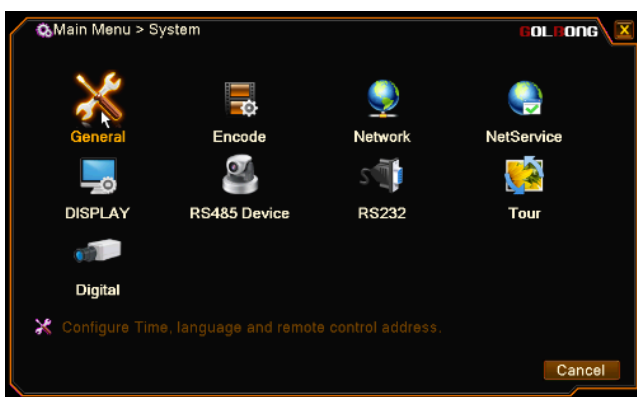 Main Menu > System
GOLBONG
X
General
Encode
Network
NetService
DISPLAY
RS485 Device
RS232
Tour
Digital
Configure Time, language and remote control address.
Cancel